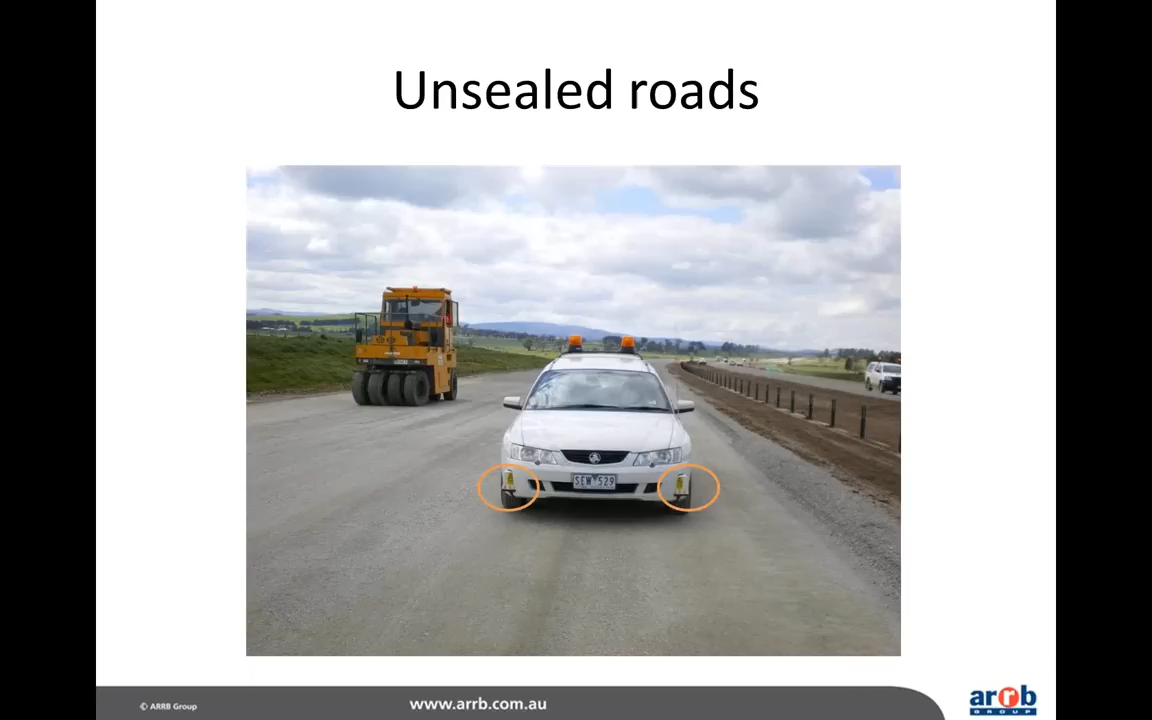 Unsealed roads
SEW 529
© ARRB Group
www.arrb.com.au
arrb
GROUP